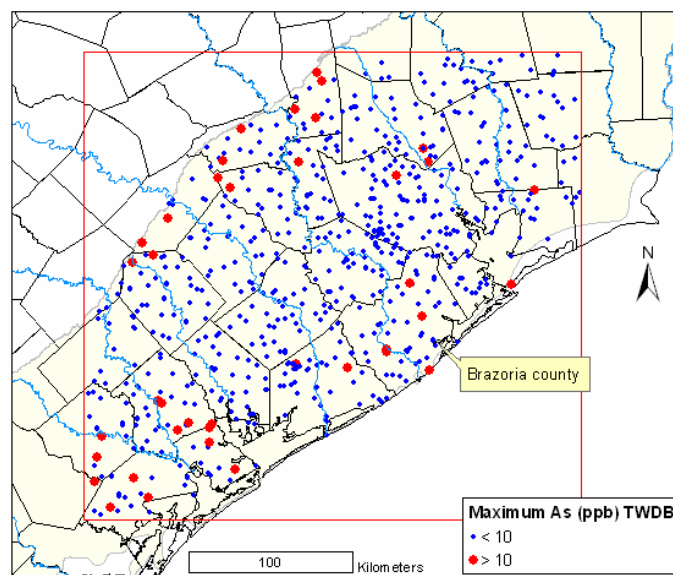 N
Brazoria county
Maximum As (ppb) TWDB
< 10
> 10
100
Kilometers